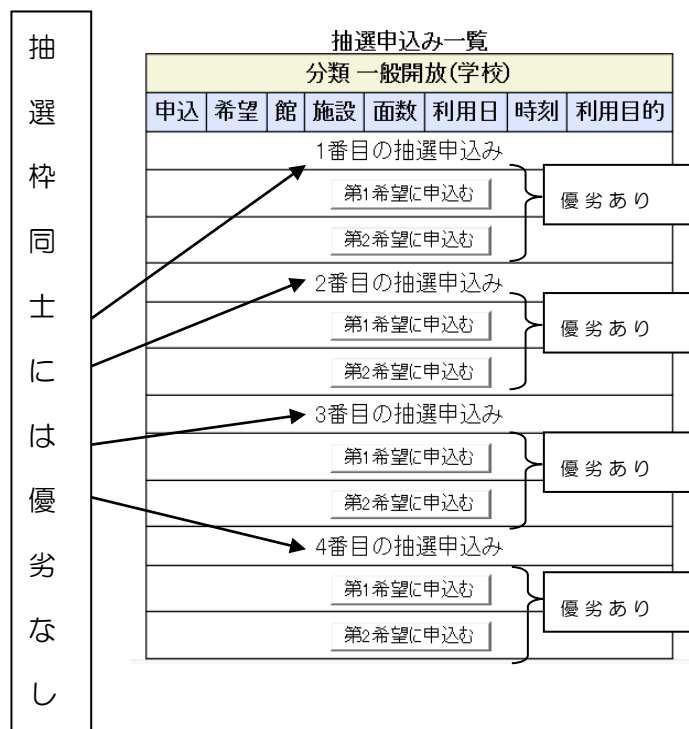 抽選枠同士には優劣なし
抽選申込み一覧
分類 一般開放(学校)
申込 希望 館 施設 面数 利用日 時刻 利用目的
1番目の抽選申込み
第1希望に申込む
第2希望に申込む
優劣あり
2番目の抽選申込み
第1希望に申込む
第2希望に申込む
優劣あり
3番目の抽選申込み
第1希望に申込む
第2希望に申込む
優劣あり
4番目の抽選申込み
第1希望に申込む
第2希望に申込む
優劣あり